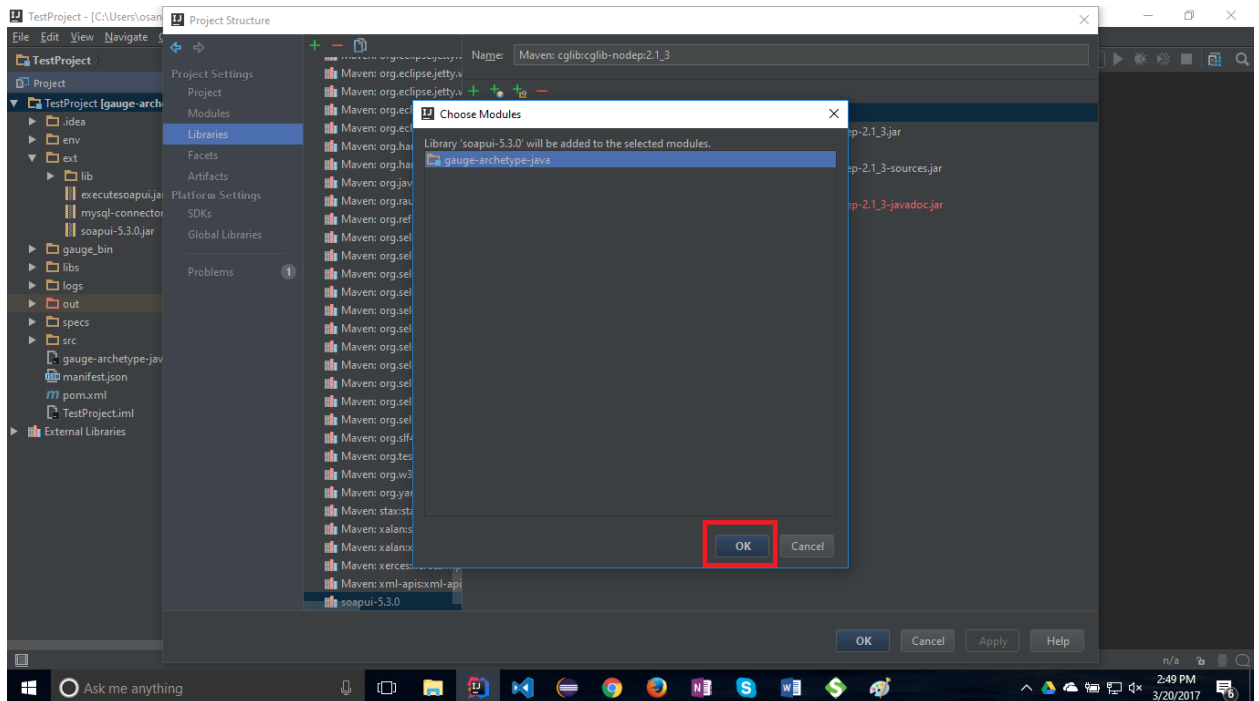 TestProject - [C:\Users\osan
Project Structure
File Edit View Navigate
TestProject
Project
TestProject [gauge-arch
.idea
env
ext
lib
executesoapui.ja
mysql-connector
soapui-5.3.0.jar
gauge_bin
libs
logs
out
specs
src
gauge-archetype-jav
manifest.json
pom.xml
TestProject.iml
External Libraries
Project Settings
Project
Modules
Libraries
Facets
Artifacts
Platform Settings
SDKs
Global Libraries
Problems 1
Maven: org.eclipse.jetty.w
Maven: org.eclipse.jetty.w
Maven: org.ecl
Maven: org.ecl
Maven: org.ha
Maven: org.ha
Maven: org.jav
Maven: org.rau
Maven: org.ref
Maven: org.sel
Maven: org.sel
Maven: org.sel
Maven: org.sel
Maven: org.sel
Maven: org.sel
Maven: org.sel
Maven: org.sel
Maven: org.sel
Maven: org.sel
Maven: org.sel
Maven: org.slf4
Maven: org.tes
Maven: org.w3
Maven: org.yar
Maven: stax:sta
Maven: xalan:s
Maven: xalan:x
Maven: xerces:
Maven: xml-apis:xml-api
soapui-5.3.0
Name: Maven: cglib:cglib-nodep:2.1_3
ep-2.1_3.jar
ep-2.1_3-sources.jar
ep-2.1_3-javadoc.jar
Choose Modules
Library 'soapui-5.3.0' will be added to the selected modules.
gauge-archetype-java
OK Cancel
OK Cancel Apply Help
n/a
Ask me anything
2:49 PM
3/20/2017
6